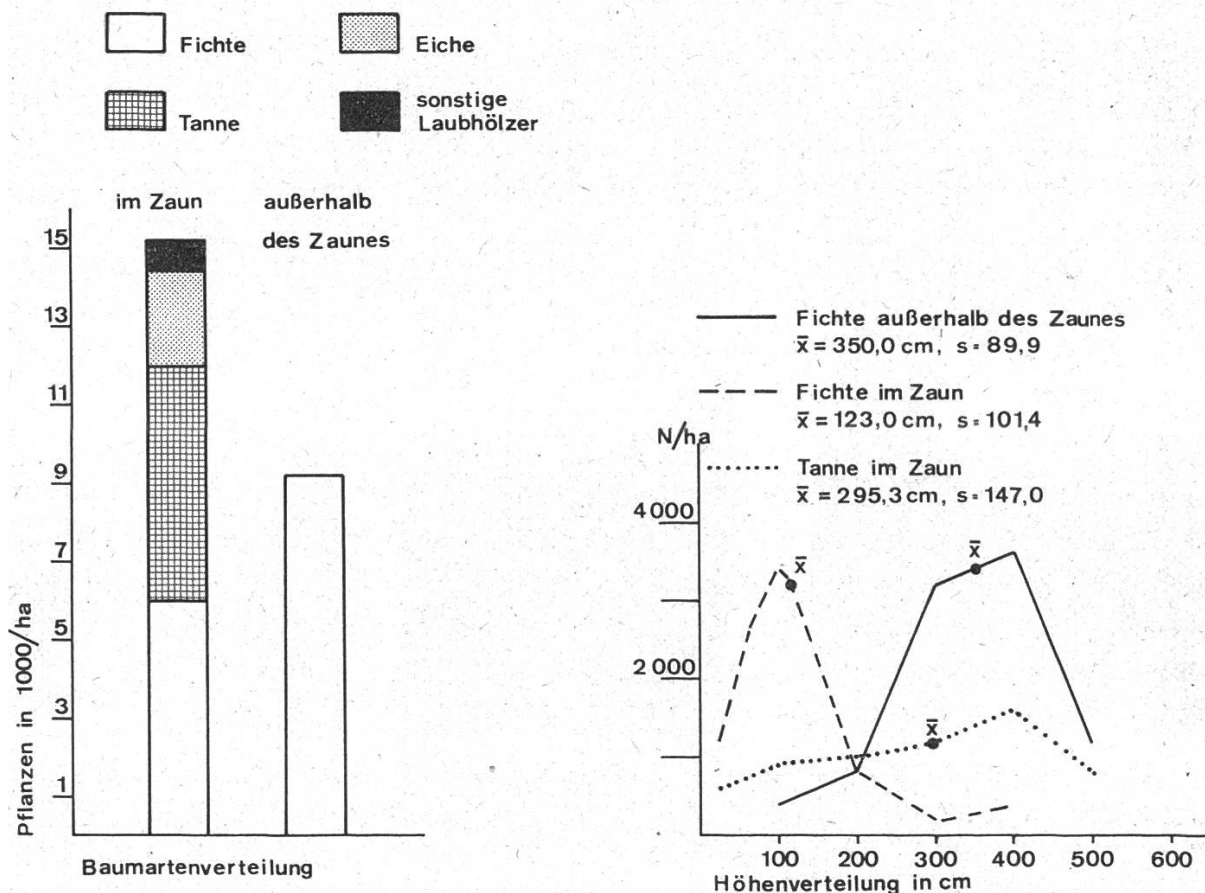 Fichte
Eiche
Tanne
sonstige
Laubhölzer
im Zaun
außerhalb
des Zaunes
15
13
11
9
7
5
3
1
Pflanzen in 1000/ha
Baumartenverteilung
Fichte außerhalb des Zaunes
x̄ = 350,0 cm, s = 89,9
Fichte im Zaun
x̄ = 123,0 cm, s = 101,4
Tanne im Zaun
x̄ = 295,3 cm, s = 147,0
N/ha
4000
2000
x̄
x̄
x̄
100 200 300 400 500 600
Höhenverteilung in cm